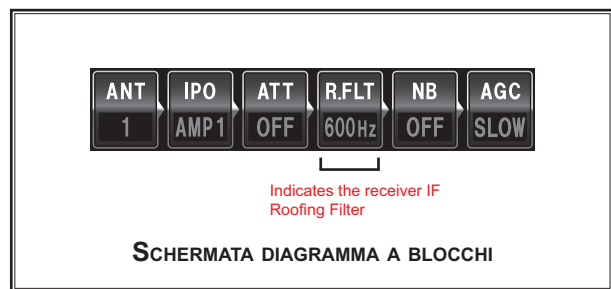 ANT IPO ATT R.FLT NB AGC
1 AMP1 OFF 600Hz OFF SLOW
Indicates the receiver IF
Roofing Filter
SCHERMATA DIAGRAMMA A BLOCCHI